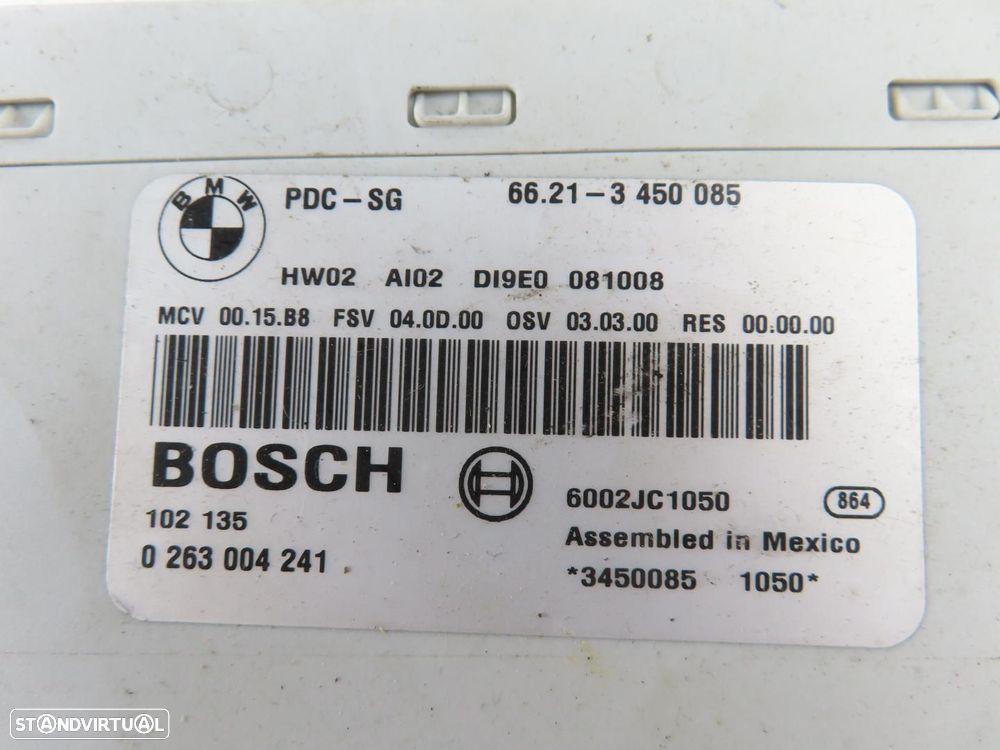 BMW
PDC-SG 66.21-3 450 085
HW02 AI02 DI9E0 081008
MCV 00.15.B8 FSV 04.0D.00 OSV 03.03.00 RES 00.00.00
BOSCH
6002JC1050 864
102 135
Assembled in Mexico
0 263 004 241
*3450085 1050*
STANDVIRTUAL